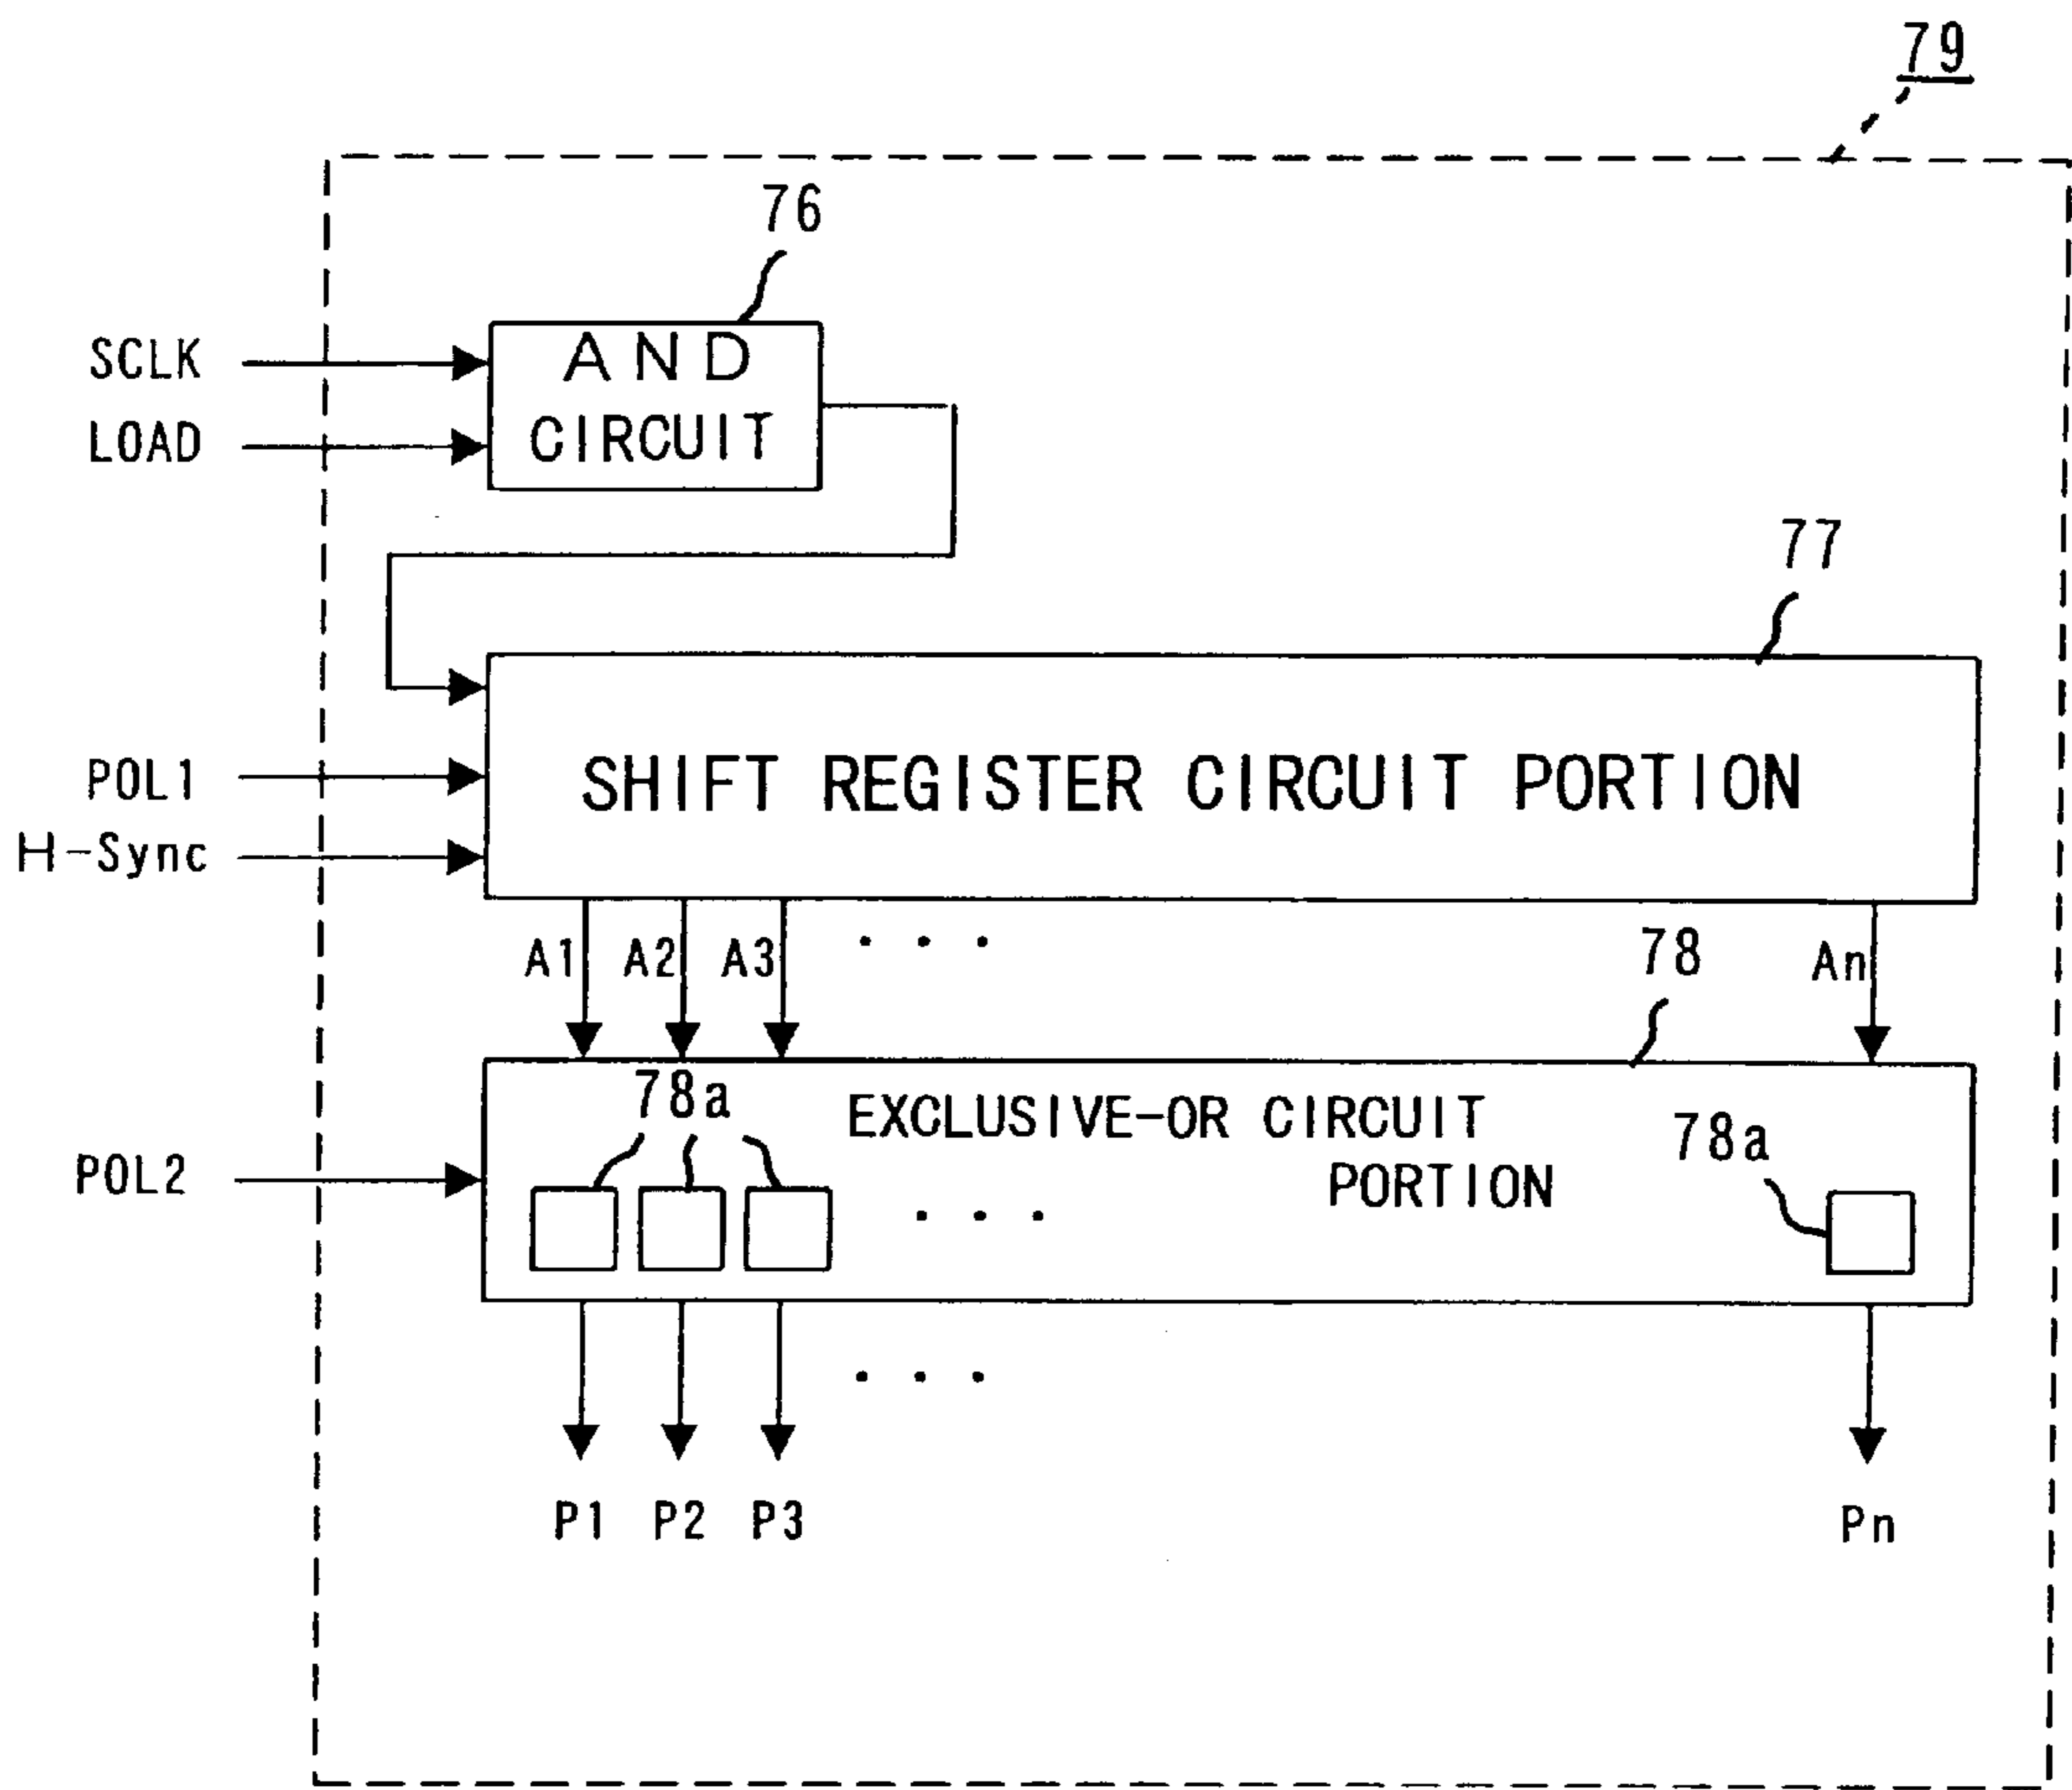 79
76
SCLK
AND
LOAD
CIRCUIT
77
POL1
SHIFT REGISTER CIRCUIT PORTION
H-Sync
A1 A2 A3 · · · An
78
78a
EXCLUSIVE-OR CIRCUIT
PORTION
78a
POL2
· · ·
· · ·
P1 P2 P3 Pn